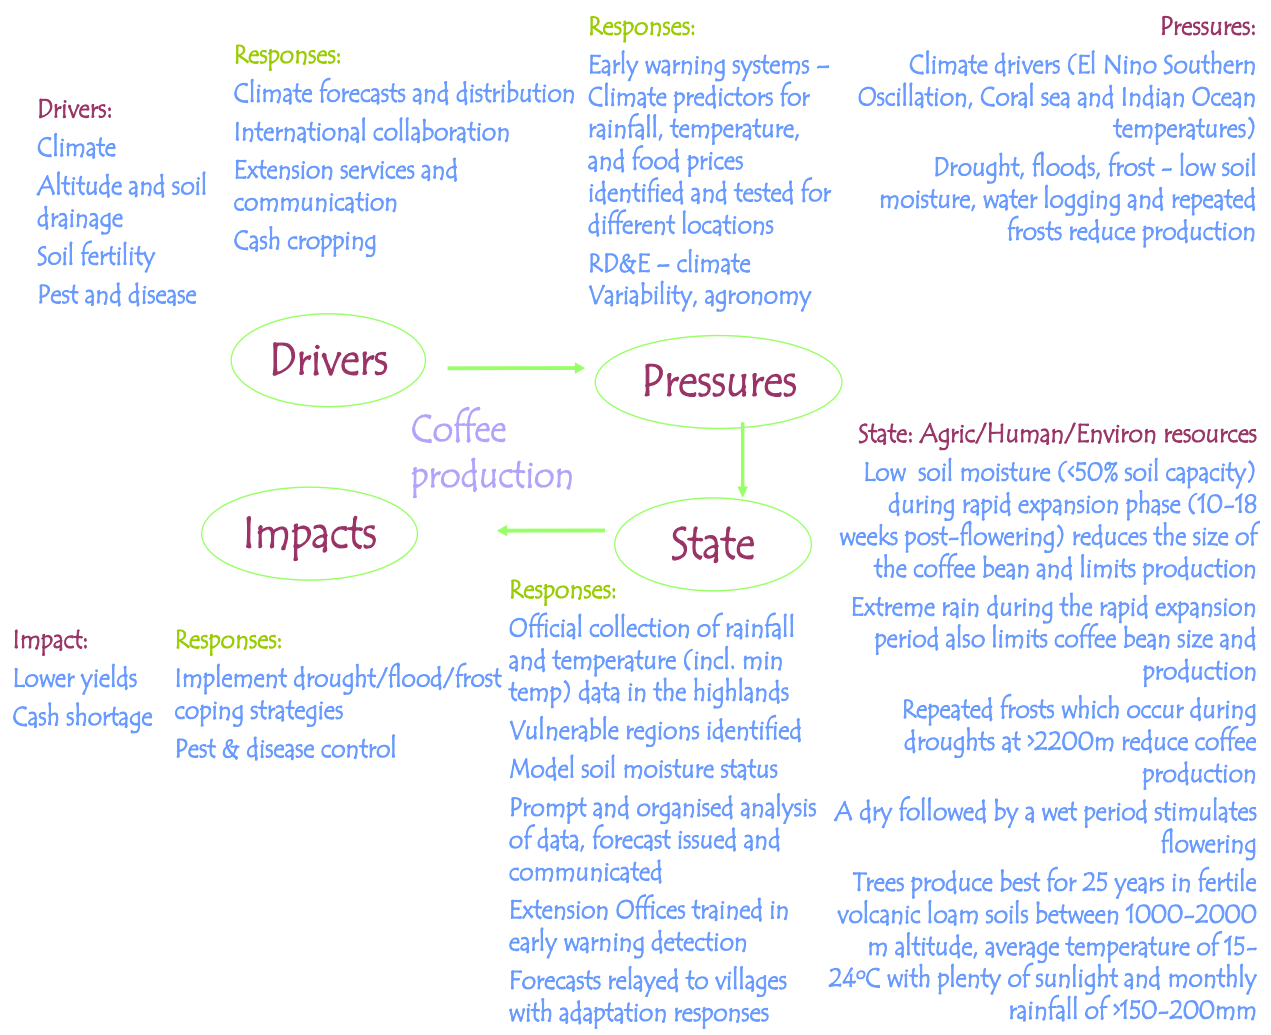 Drivers:
Climate
Altitude and soil
drainage
Soil fertility
Pest and disease
Responses:
Climate forecasts and distribution
International collaboration
Extension services and
communication
Cash cropping
Responses:
Early warning systems –
Climate predictors for
rainfall, temperature,
and food prices
identified and tested for
different locations
RD&E – climate
Variability, agronomy
Pressures:
Climate drivers (El Nino Southern
Oscillation, Coral sea and Indian Ocean
temperatures)
Drought, floods, frost - low soil
moisture, water logging and repeated
frosts reduce production
Drivers
Pressures
Coffee
production
Impacts
State
State: Agric/Human/Environ resources
Low soil moisture (<50% soil capacity)
during rapid expansion phase (10-18
weeks post-flowering) reduces the size of
the coffee bean and limits production
Extreme rain during the rapid expansion
period also limits coffee bean size and
production
Repeated frosts which occur during
droughts at >2200m reduce coffee
production
A dry followed by a wet period stimulates
flowering
Trees produce best for 25 years in fertile
volcanic loam soils between 1000-2000
m altitude, average temperature of 15-
24ºC with plenty of sunlight and monthly
rainfall of >150-200mm
Impact:
Lower yields
Cash shortage
Responses:
Implement drought/flood/frost
coping strategies
Pest & disease control
Responses:
Official collection of rainfall
and temperature (incl. min
temp) data in the highlands
Vulnerable regions identified
Model soil moisture status
Prompt and organised analysis
of data, forecast issued and
communicated
Extension Offices trained in
early warning detection
Forecasts relayed to villages
with adaptation responses